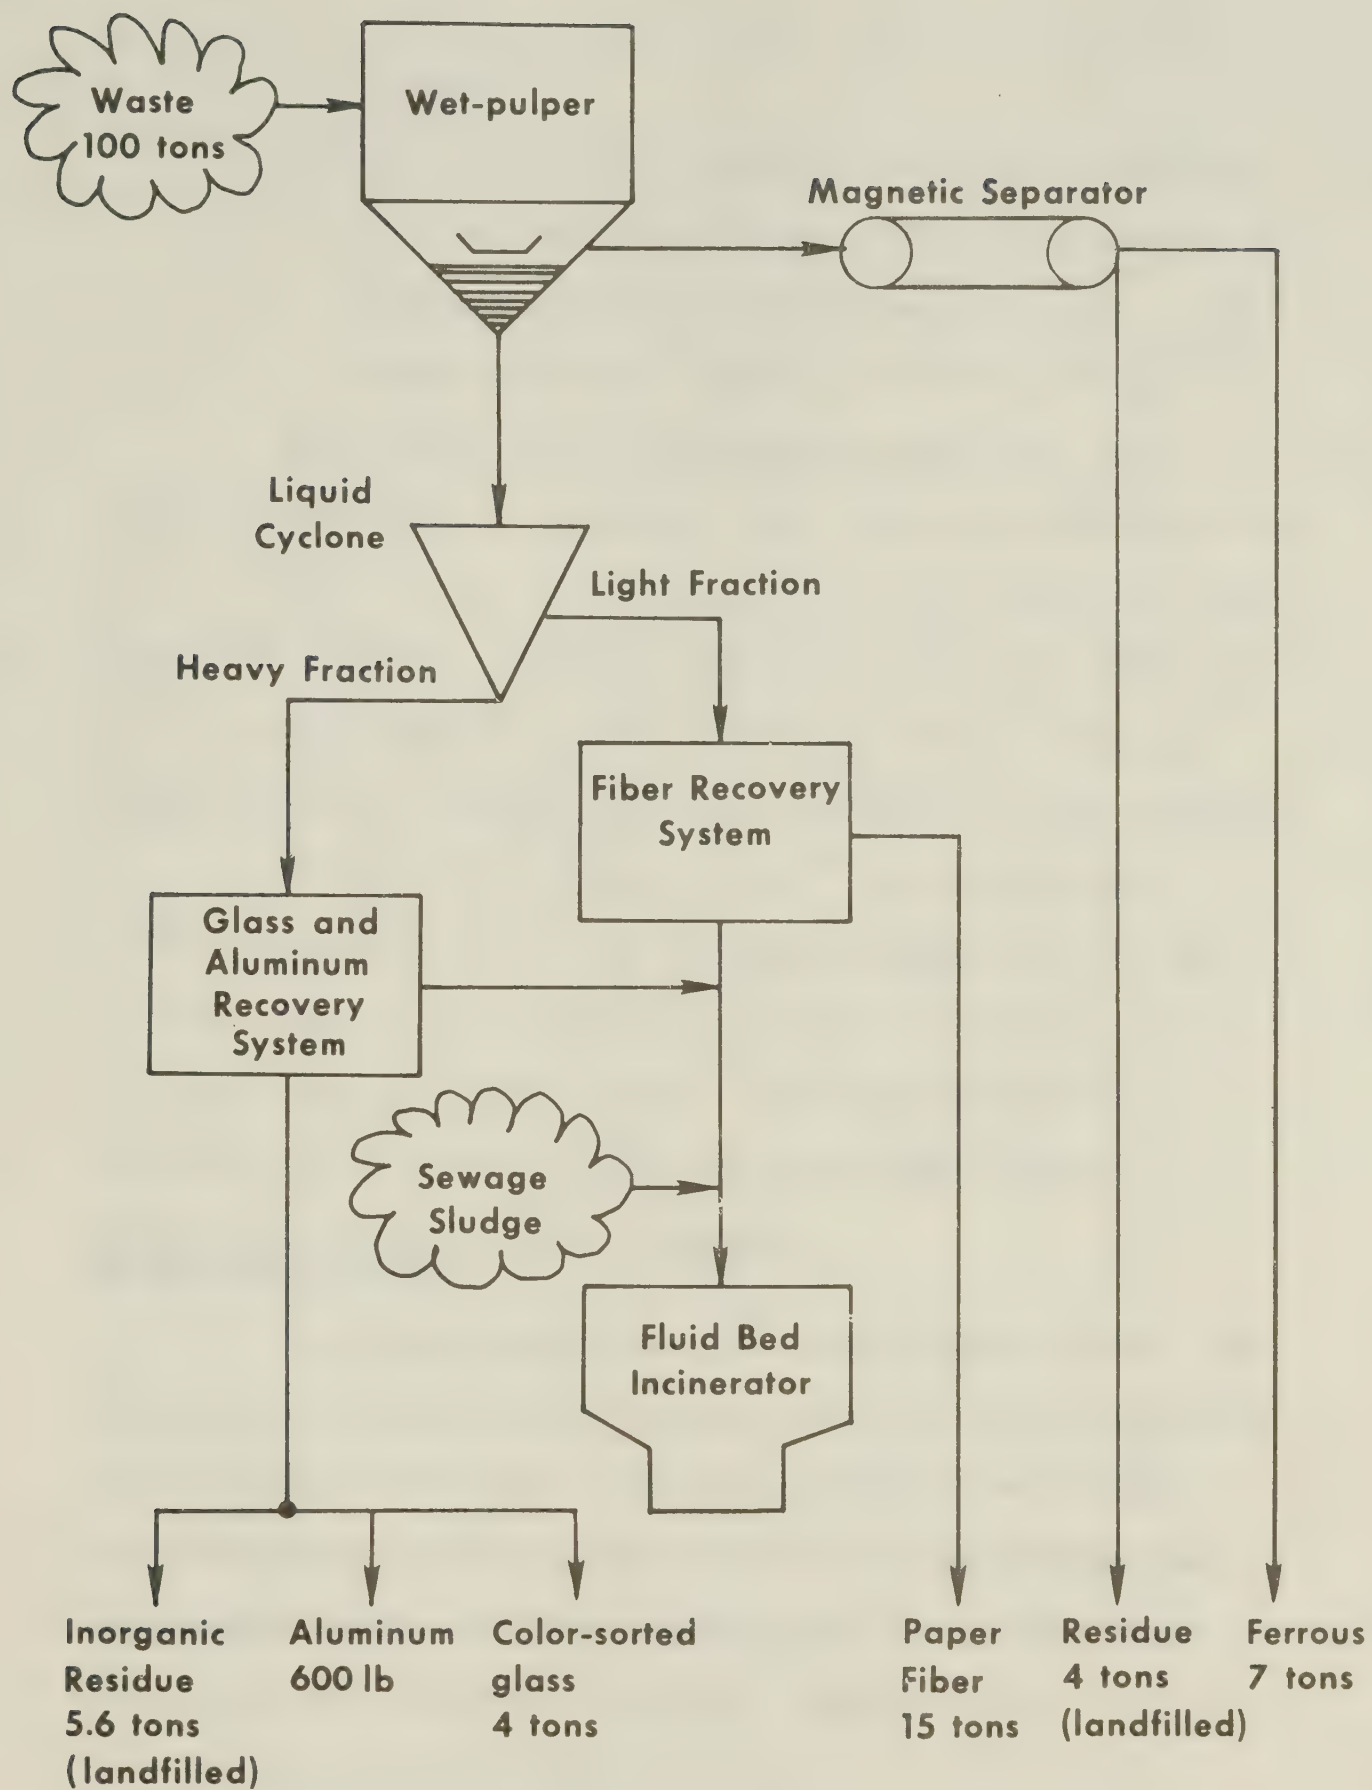 Waste
100 tons
Wet-pulper
Magnetic Separator
Liquid
Cyclone
Light Fraction
Heavy Fraction
Fiber Recovery
System
Glass and
Aluminum
Recovery
System
Sewage
Sludge
Fluid Bed
Incinerator
Inorganic
Residue
5.6 tons
(landfilled)
Aluminum
600 lb
Color-sorted
glass
4 tons
Paper
Fiber
15 tons
Residue
4 tons
(landfilled)
Ferrous
7 tons